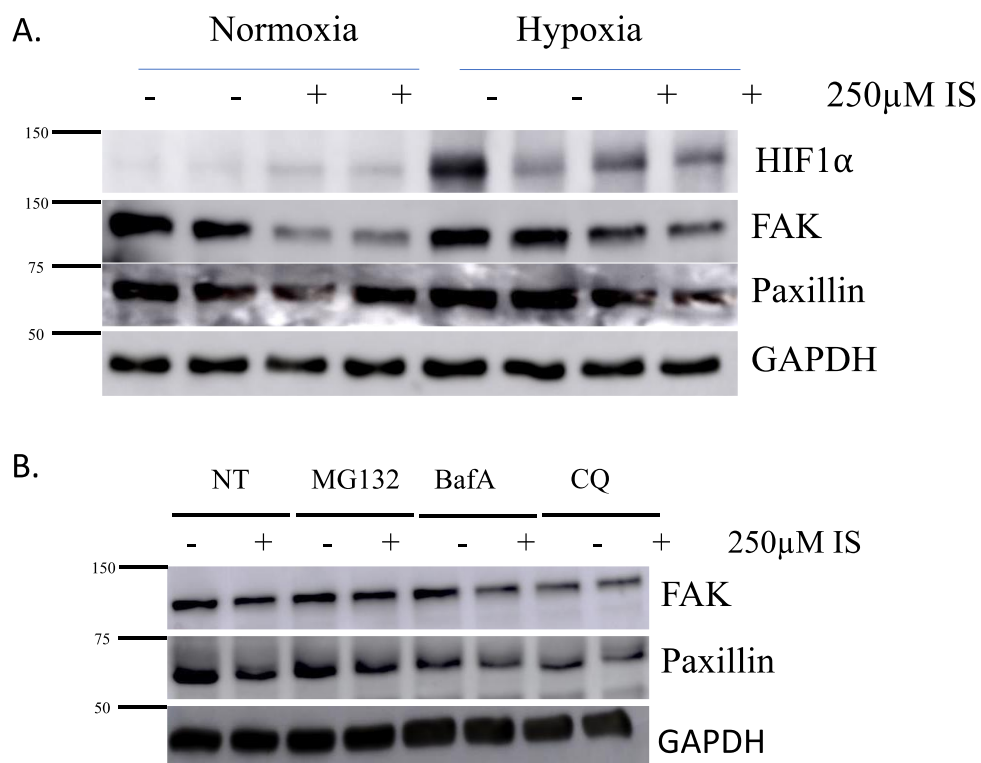 A.
Normoxia Hypoxia
- - + + - - + + 250µM IS
150
HIF1α
150
FAK
75
Paxillin
50
GAPDH
B.
NT MG132 BafA CQ
- + - + - + - + 250µM IS
150
FAK
75
Paxillin
50
GAPDH